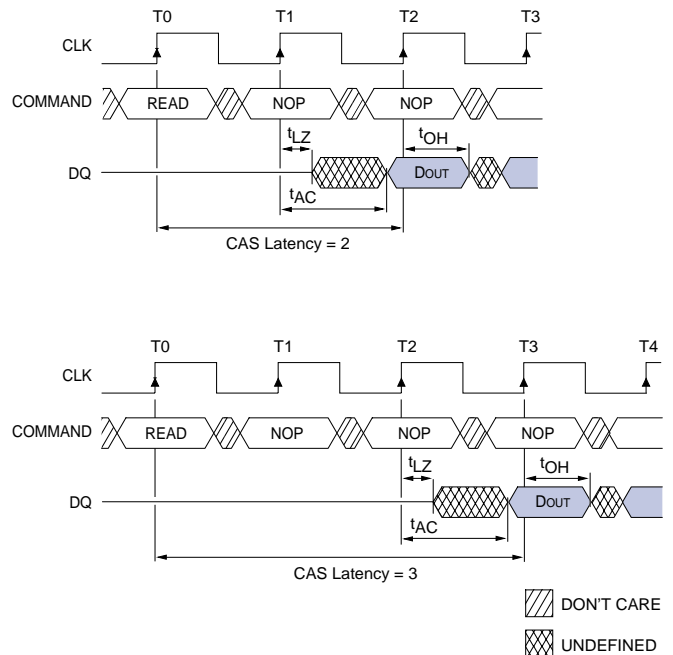 T0 T1 T2 T3
CLK
COMMAND READ NOP NOP
tLZ tOH
DQ DOUT
tAC
CAS Latency = 2
T0 T1 T2 T3 T4
CLK
COMMAND READ NOP NOP NOP
tLZ tOH
DQ DOUT
tAC
CAS Latency = 3
DON'T CARE
UNDEFINED